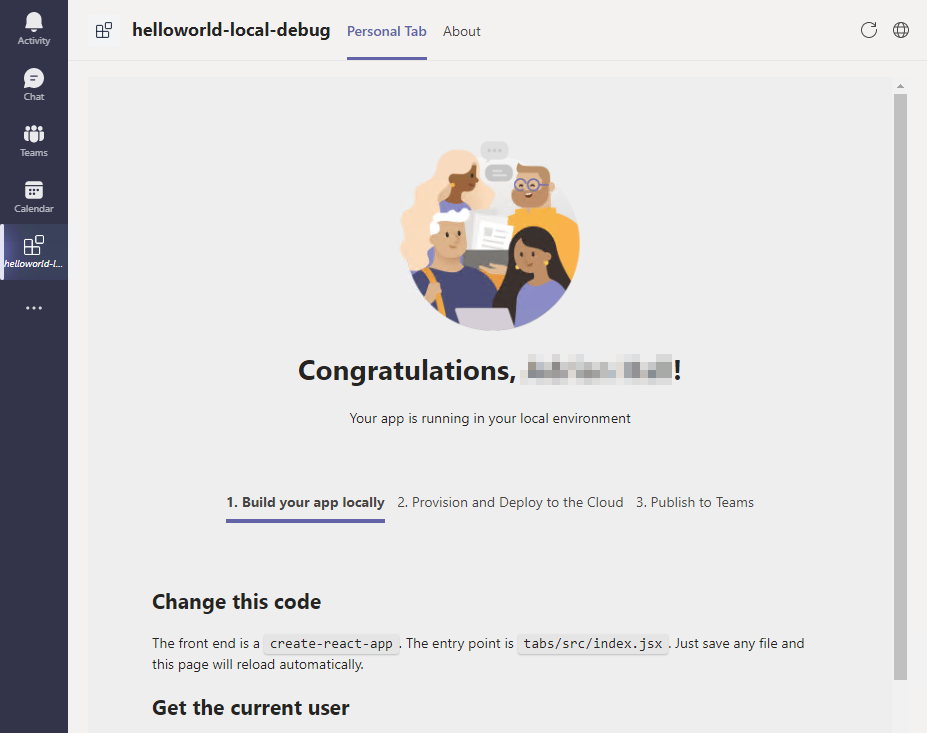 Activity
Chat
Teams
Calendar
helloworld-l...
helloworld-local-debug Personal Tab About
Congratulations, !
Your app is running in your local environment
1. Build your app locally 2. Provision and Deploy to the Cloud 3. Publish to Teams
Change this code
The front end is a create-react-app . The entry point is tabs/src/index.jsx . Just save any file and
this page will reload automatically.
Get the current user